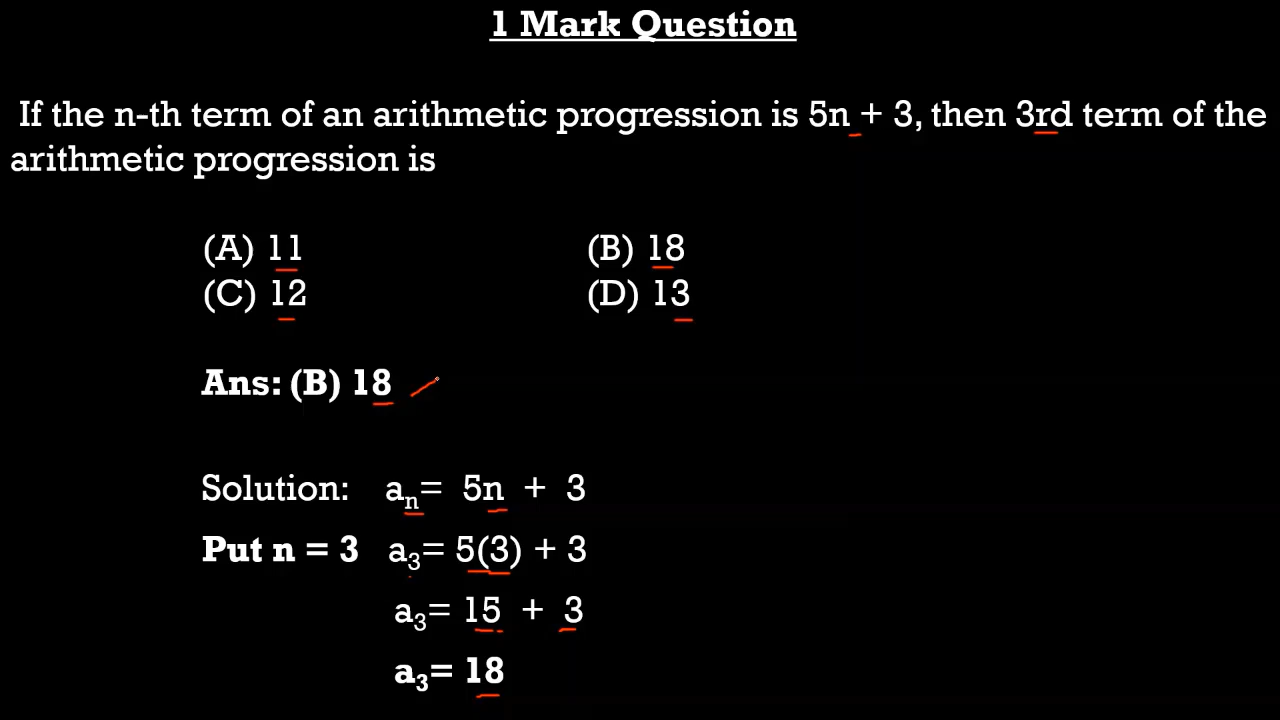 1 Mark Question
If the n-th term of an arithmetic progression is 5n + 3, then 3rd term of the
arithmetic progression is
(A) 11 (B) 18
(C) 12 (D) 13
Ans: (B) 18
Solution: aₙ= 5n + 3
Put n = 3 a₃= 5(3) + 3
a₃= 15 + 3
a₃= 18